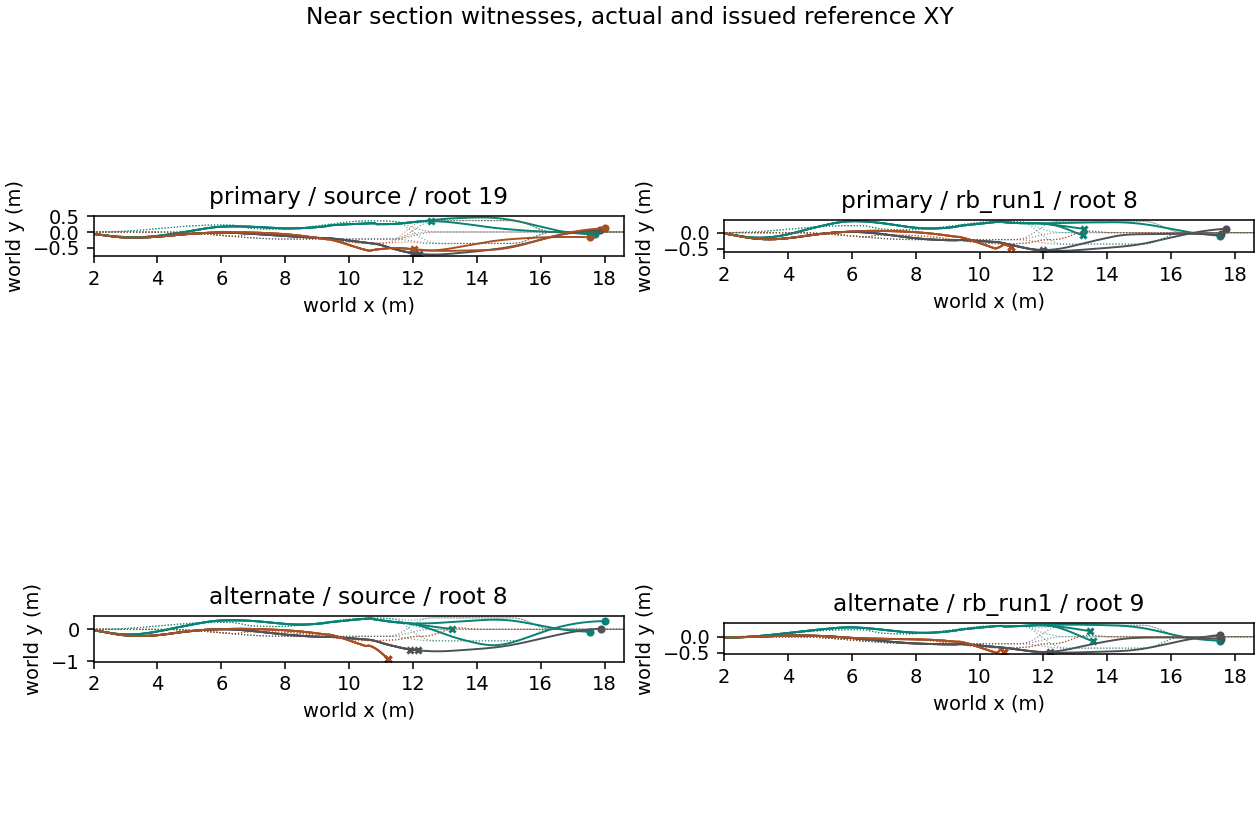 Near section witnesses, actual and issued reference XY
primary / source / root 19
world y (m)
0.5
0.0
−0.5
2 4 6 8 10 12 14 16 18
world x (m)
primary / rb_run1 / root 8
world y (m)
0.0
−0.5
2 4 6 8 10 12 14 16 18
world x (m)
alternate / source / root 8
world y (m)
0
−1
2 4 6 8 10 12 14 16 18
world x (m)
alternate / rb_run1 / root 9
world y (m)
0.0
−0.5
2 4 6 8 10 12 14 16 18
world x (m)